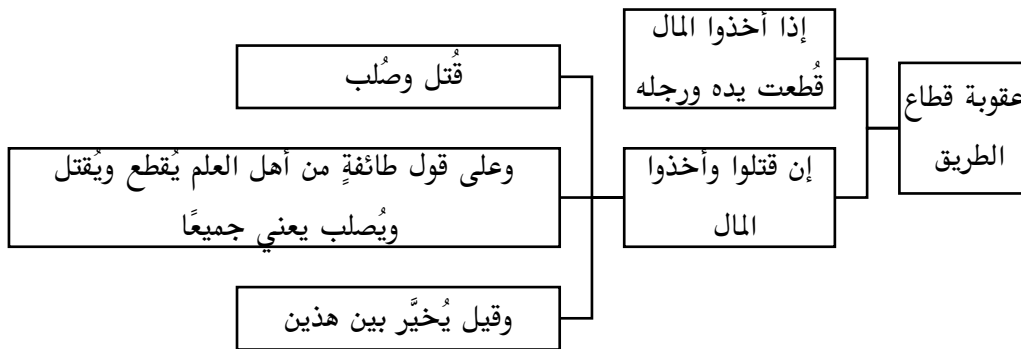 عقوبة قطاع
الطريق
إذا أخذوا المال
قُطعت يده ورجله
إن قتلوا وأخذوا
المال
قُتل وصُلب
وعلى قول طائفةٍ من أهل العلم يُقطع ويُقتل
ويُصلب يعني جميعًا
وقيل يُخيَّر بين هذين